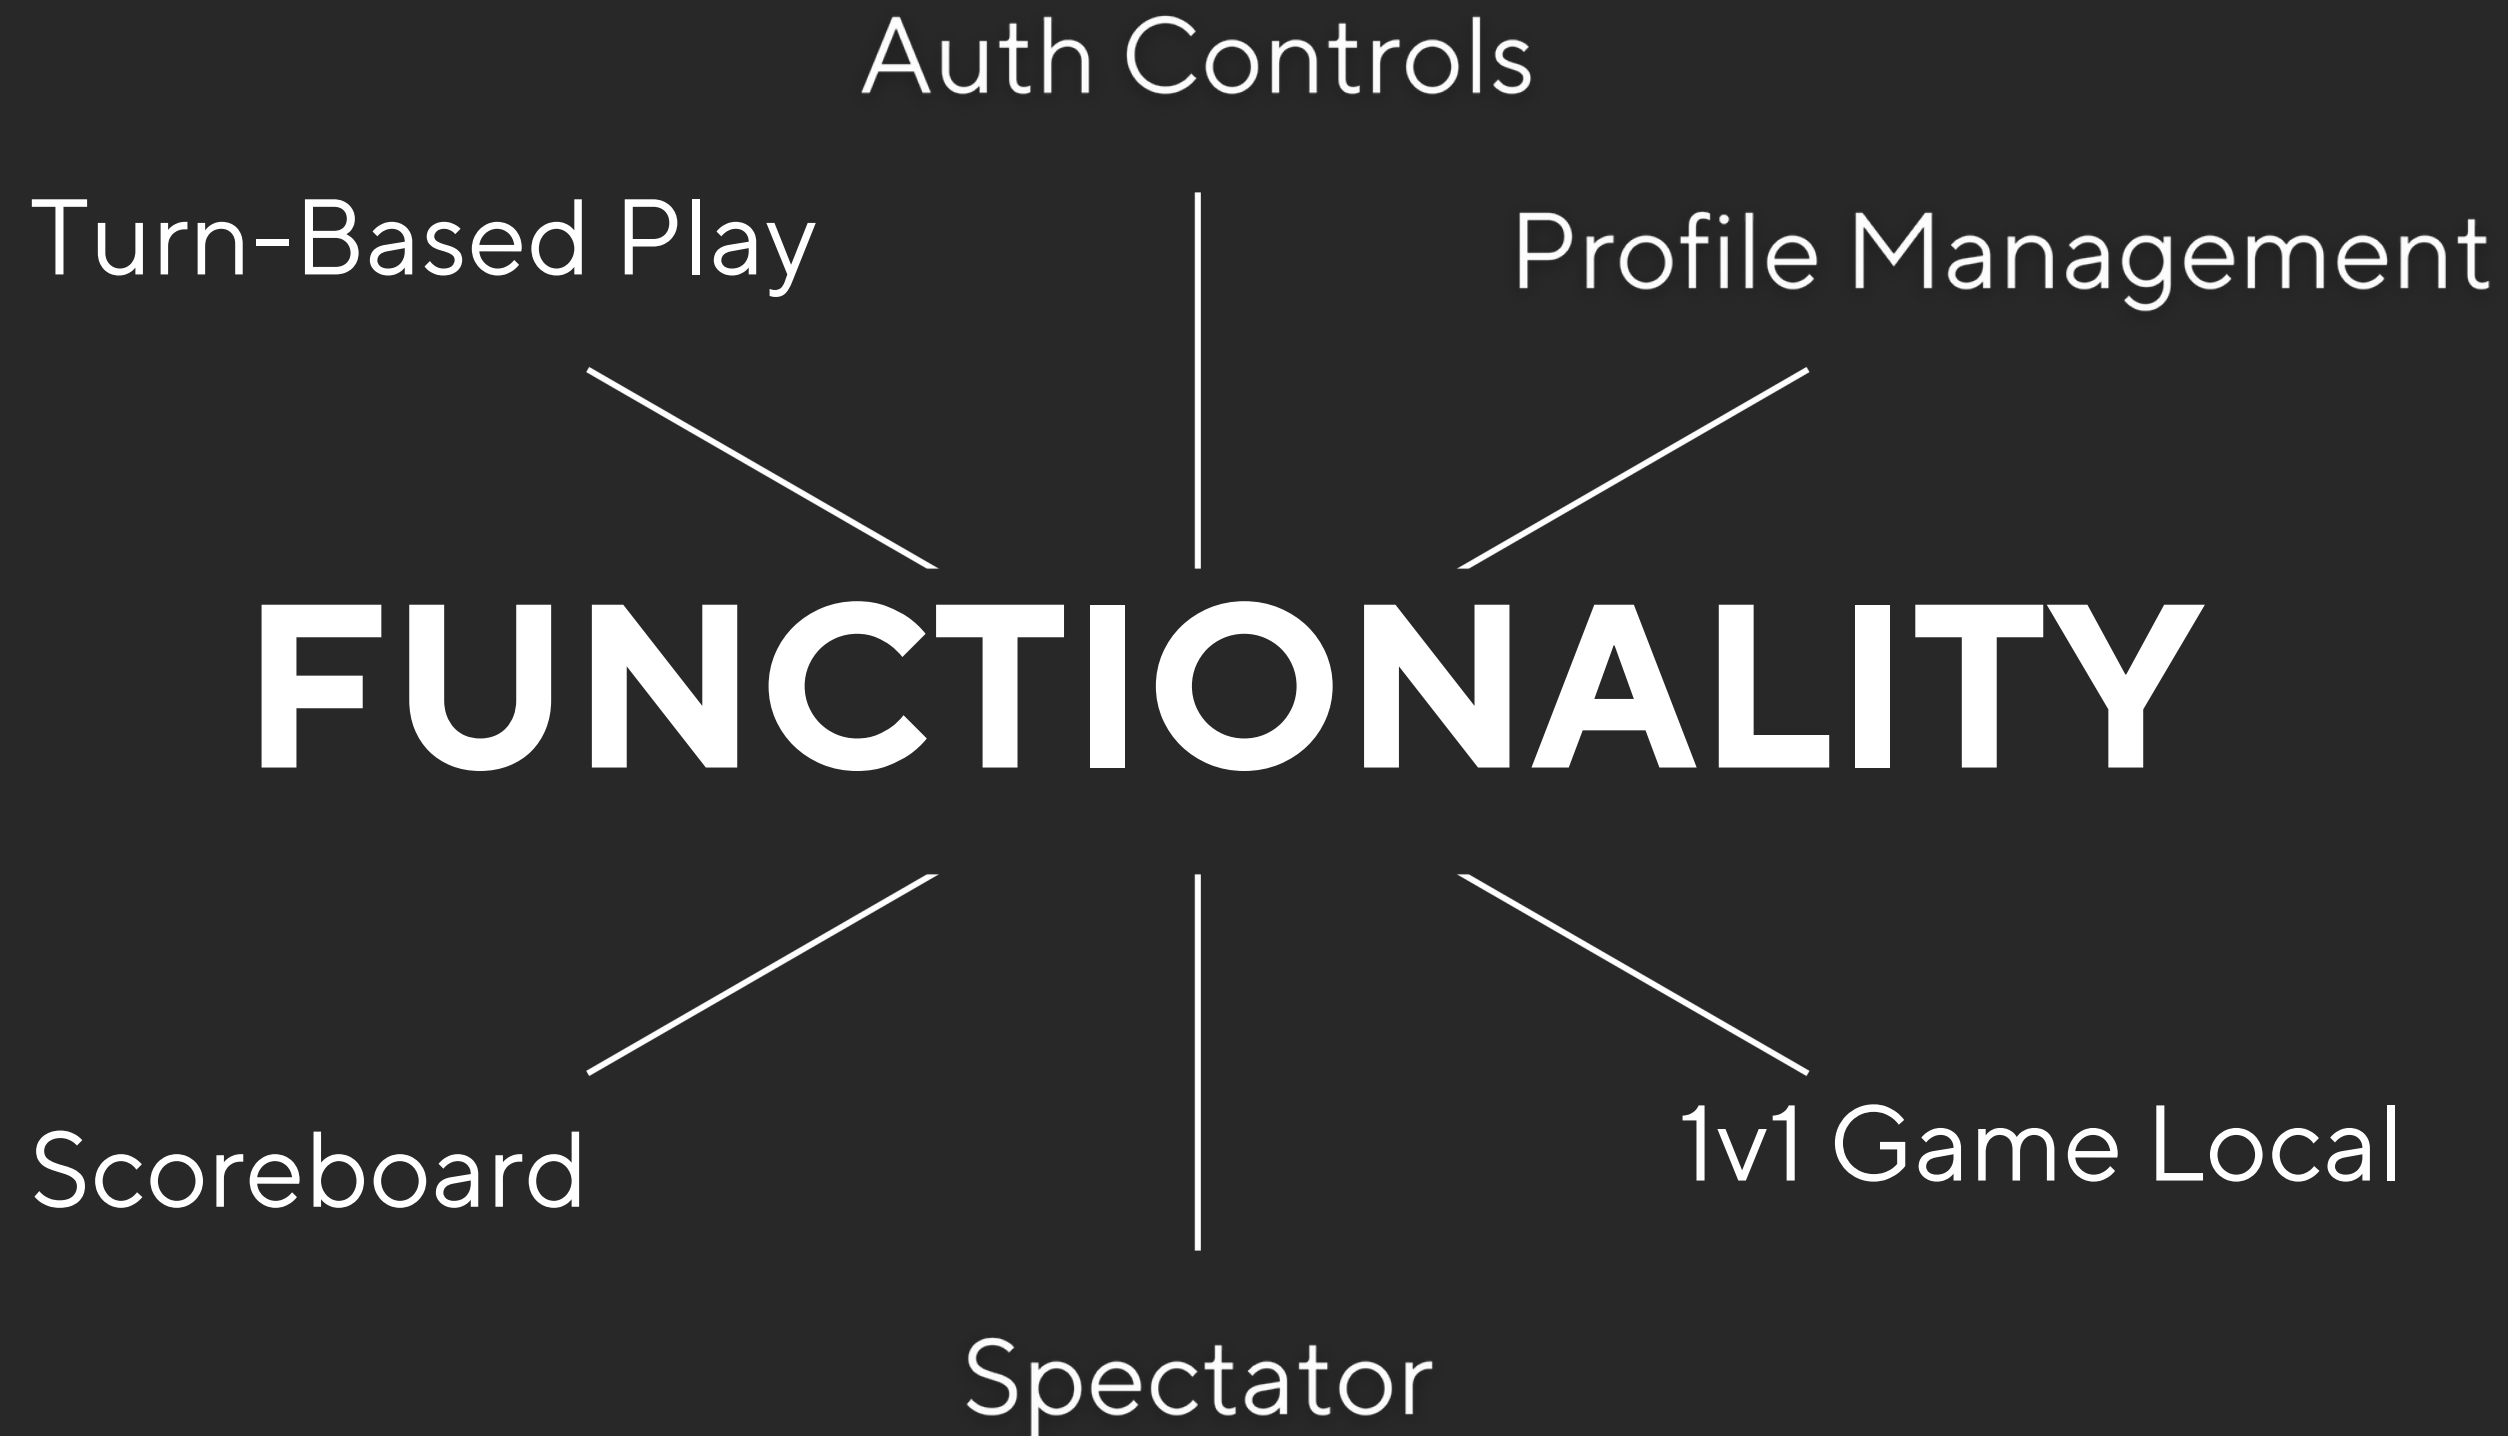 Auth Controls
Turn-Based Play
Profile Management
FUNCTIONALITY
Scoreboard
1v1 Game Local
Spectator